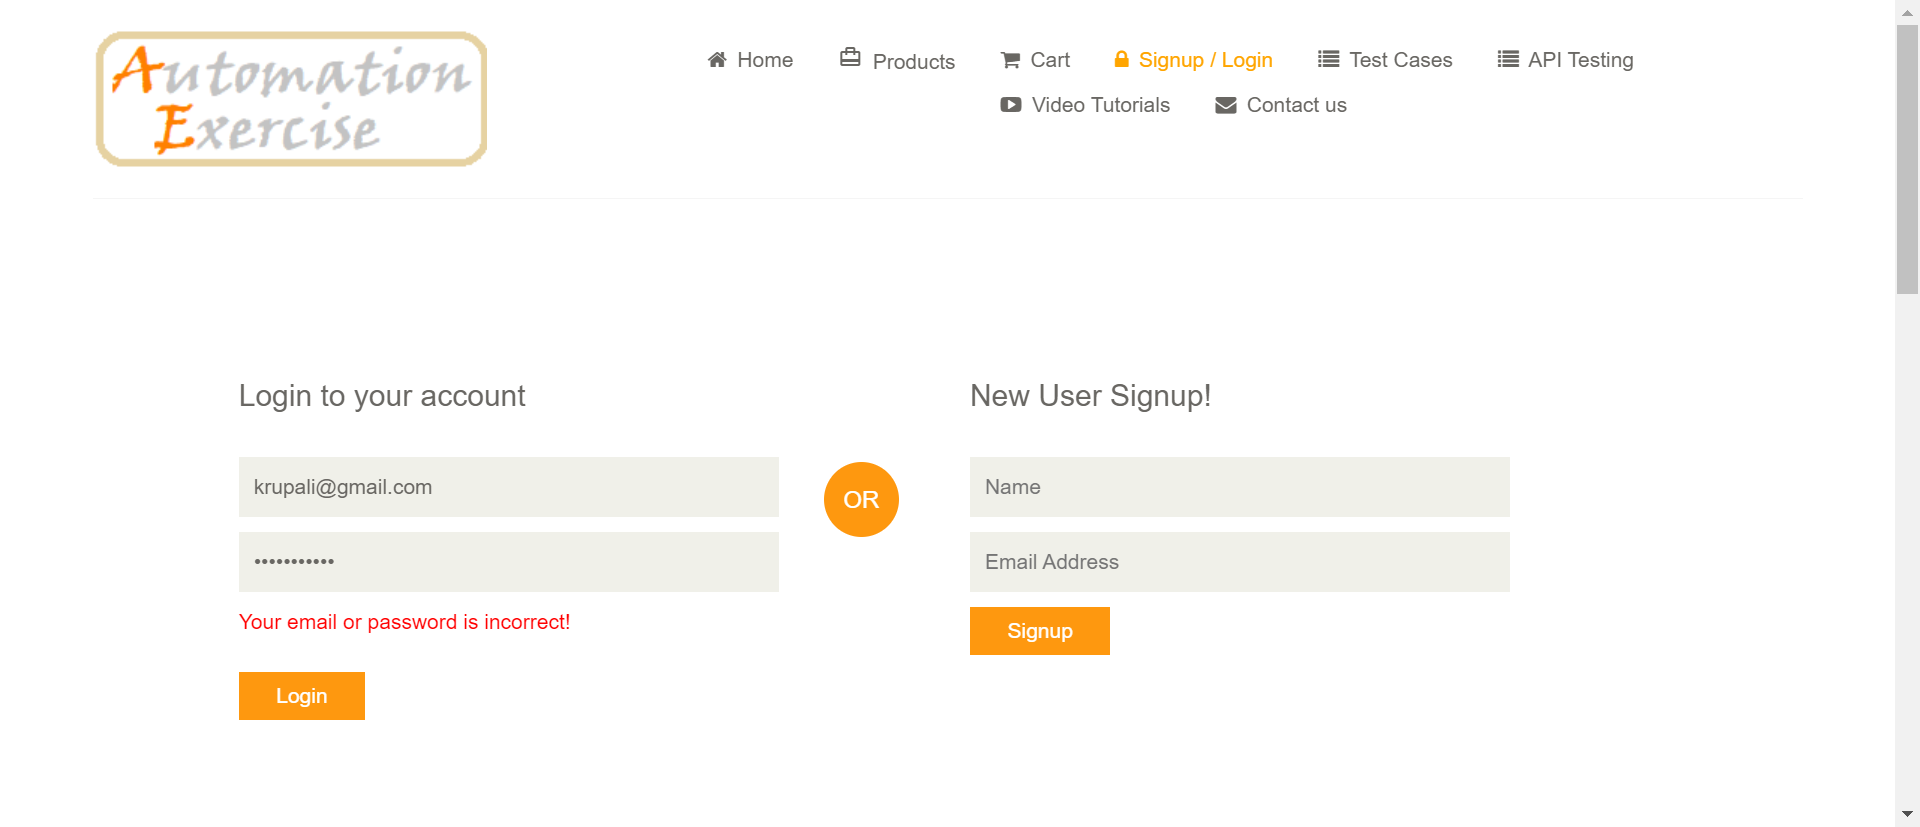 Automation
Exercise
Home Products Cart Signup / Login Test Cases API Testing
Video Tutorials Contact us
Login to your account
krupali@gmail.com
•••••••••••
Your email or password is incorrect!
Login
OR
New User Signup!
Name
Email Address
Signup